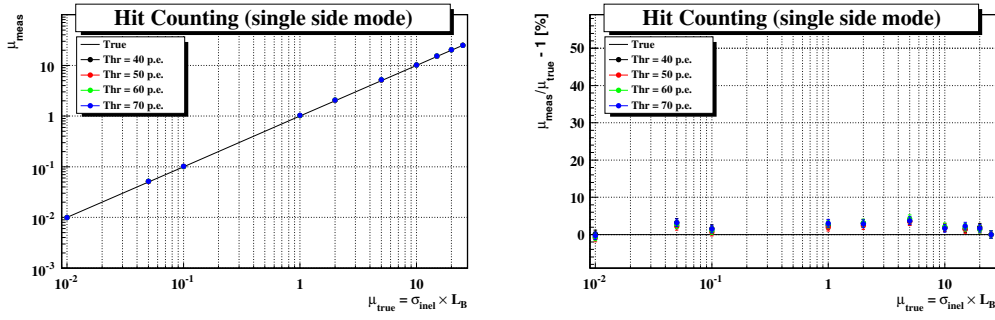 Hit Counting (single side mode)
μmeas
True
Thr = 40 p.e.
Thr = 50 p.e.
Thr = 60 p.e.
Thr = 70 p.e.
10
1
10⁻¹
10⁻²
10⁻³
10⁻² 10⁻¹ 1 10
μtrue = σinel × LB
Hit Counting (single side mode)
μmeas/μtrue - 1 [%]
True
Thr = 40 p.e.
Thr = 50 p.e.
Thr = 60 p.e.
Thr = 70 p.e.
50
40
30
20
10
0
10⁻² 10⁻¹ 1 10
μtrue = σinel × LB